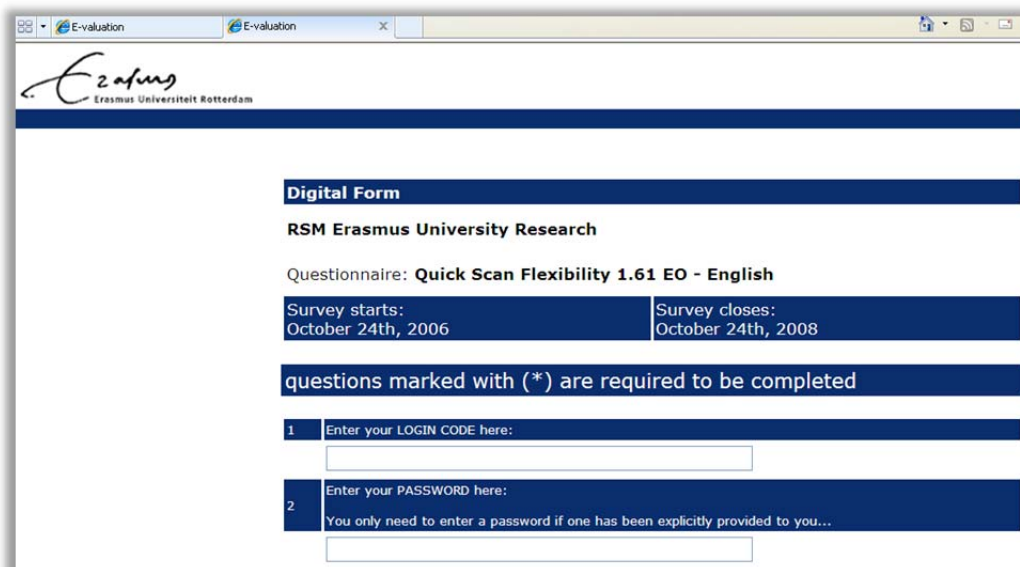 E-valuation
E-valuation
Erasmus
Erasmus Universiteit Rotterdam
Digital Form
RSM Erasmus University Research
Questionnaire: Quick Scan Flexibility 1.61 EO - English
Survey starts:
October 24th, 2006
Survey closes:
October 24th, 2008
questions marked with (*) are required to be completed
1 Enter your LOGIN CODE here:
2 Enter your PASSWORD here:
You only need to enter a password if one has been explicitly provided to you...